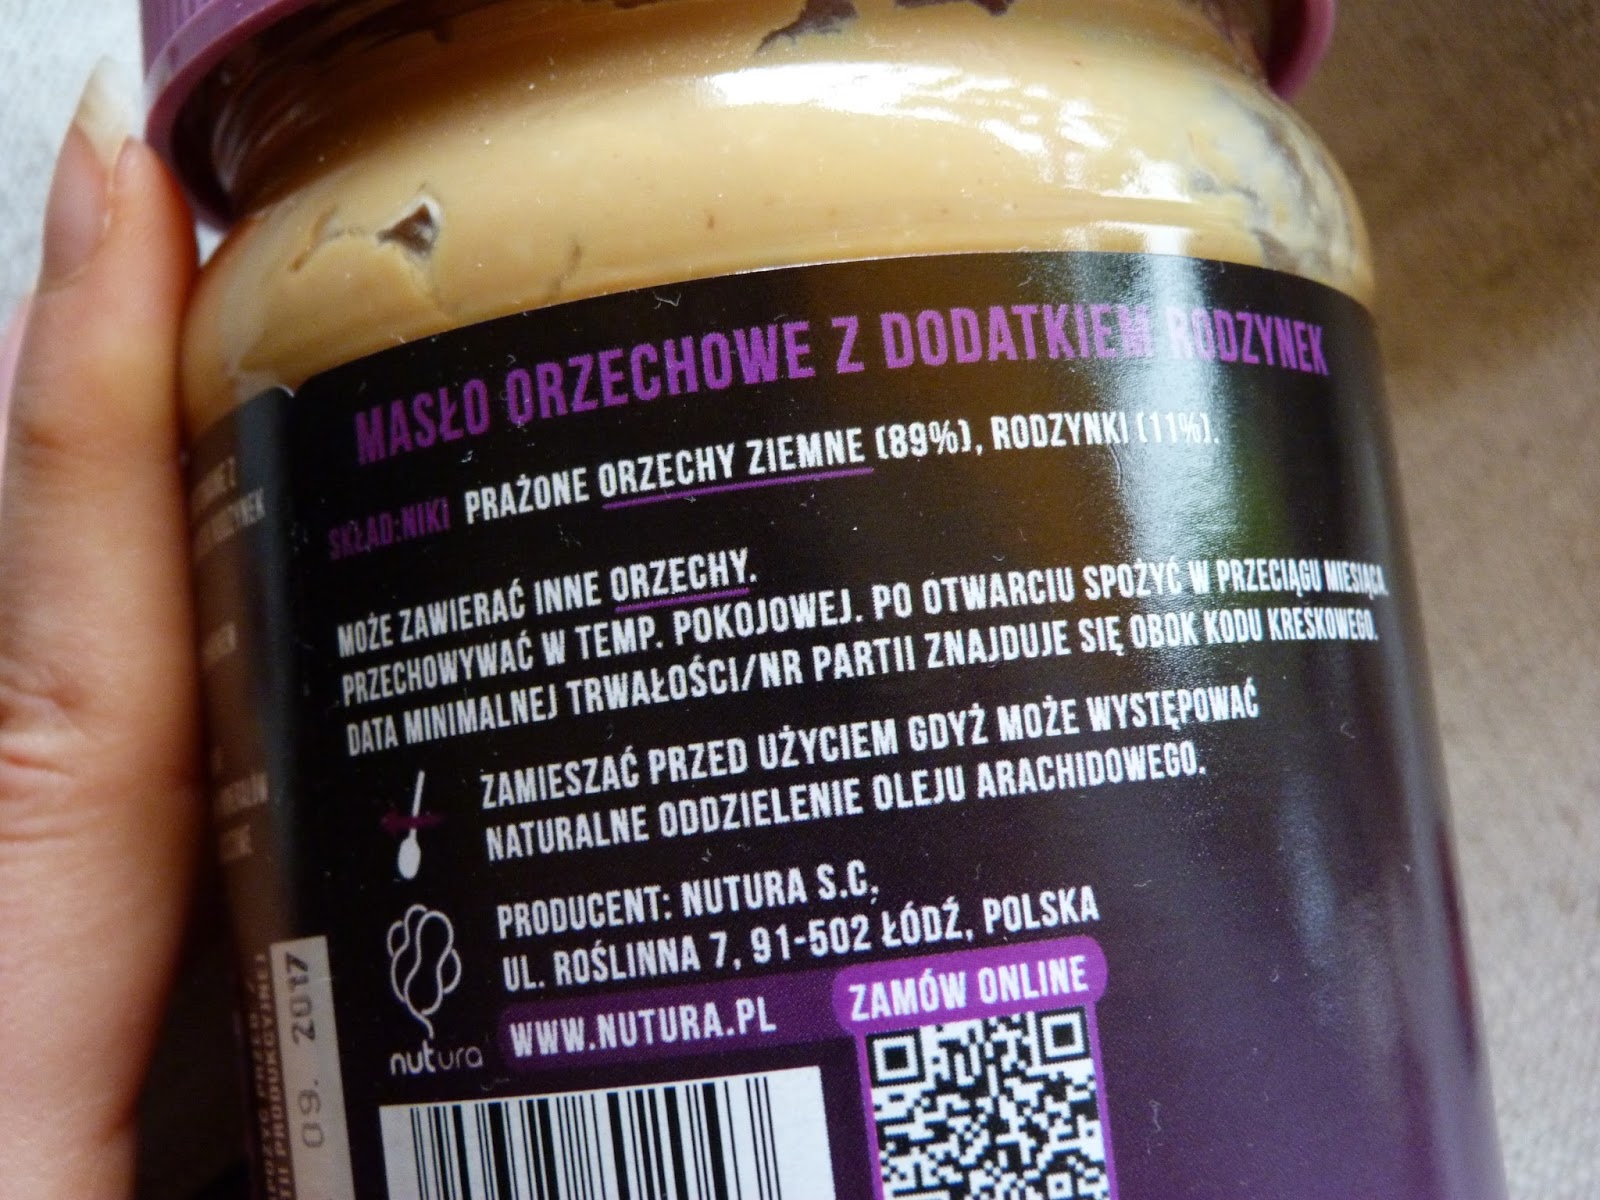 MASŁO ORZECHOWE Z DODATKIEM RODZYNEK
SKŁAD:NIKI PRAŻONE ORZECHY ZIEMNE (89%), RODZYNKI (11%).
MOŻE ZAWIERAĆ INNE ORZECHY.
PRZECHOWYWAĆ W TEMP. POKOJOWEJ. PO OTWARCIU SPOŻYĆ W PRZECIĄGU MIESIĄCA.
DATA MINIMALNEJ TRWAŁOŚCI/NR PARTII ZNAJDUJE SIĘ OBOK KODU KRESKOWEGO.
ZAMIESZAĆ PRZED UŻYCIEM GDYŻ MOŻE WYSTĘPOWAĆ
NATURALNE ODDZIELENIE OLEJU ARACHIDOWEGO.
PRODUCENT: NUTURA S.C,
UL. ROŚLINNA 7, 91-502 ŁÓDŹ, POLSKA
nutura
WWW.NUTURA.PL
ZAMÓW ONLINE
09. 2017